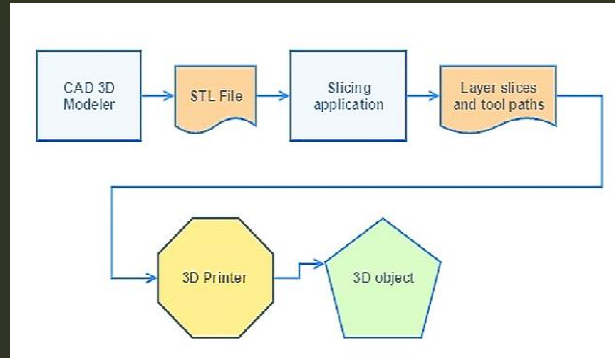 CAD 3D
Modeler
STL File
Slicing
application
Layer slices
and tool paths
3D Printer
3D object